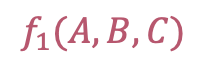 f₁(A, B, C)